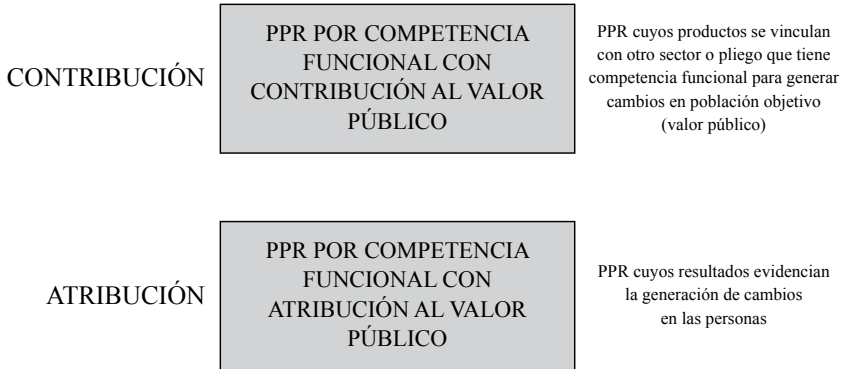 CONTRIBUCIÓN
PPR POR COMPETENCIA
FUNCIONAL CON
CONTRIBUCIÓN AL VALOR
PÚBLICO
PPR cuyos productos se vinculan
con otro sector o pliego que tiene
competencia funcional para generar
cambios en población objetivo
(valor público)
ATRIBUCIÓN
PPR POR COMPETENCIA
FUNCIONAL CON
ATRIBUCIÓN AL VALOR
PÚBLICO
PPR cuyos resultados evidencian
la generación de cambios
en las personas